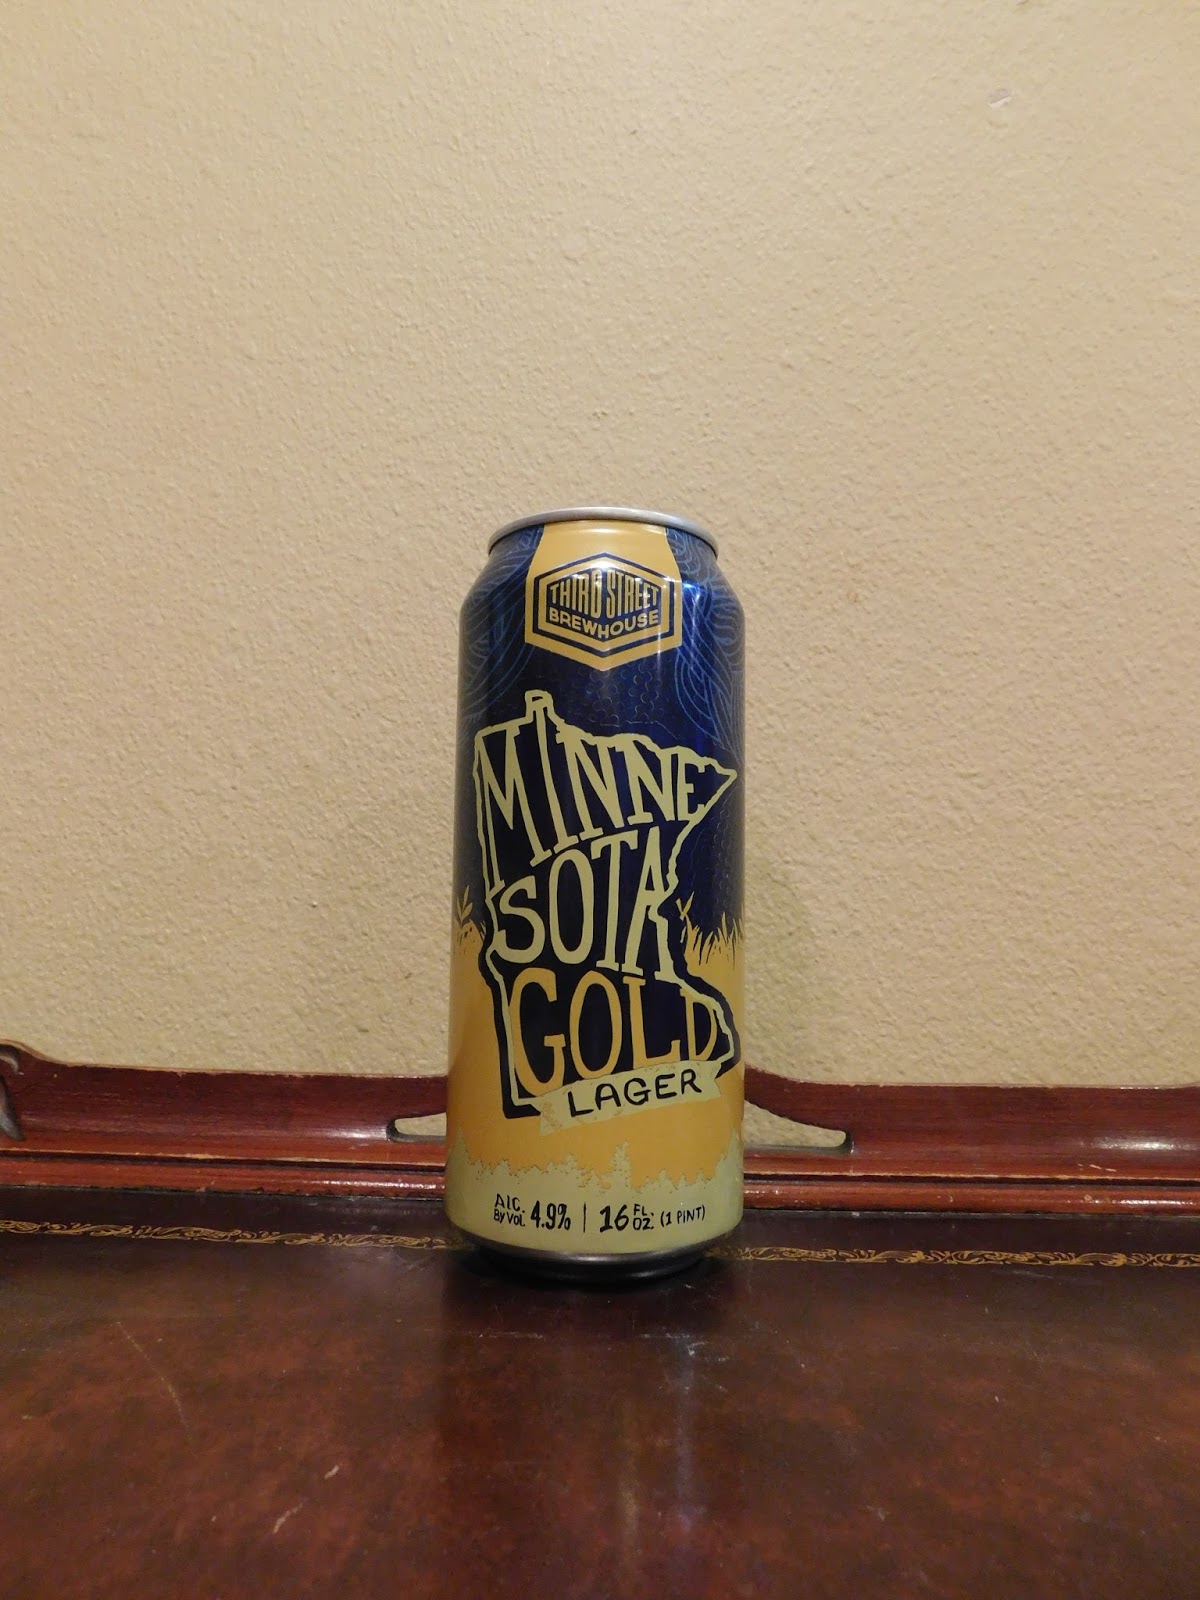 THIRD STREET
BREWHOUSE
MINNE
SOTA
GOLD
LAGER
ALC. BY VOL. 4.9% | 16 FL. OZ. (1 PINT)